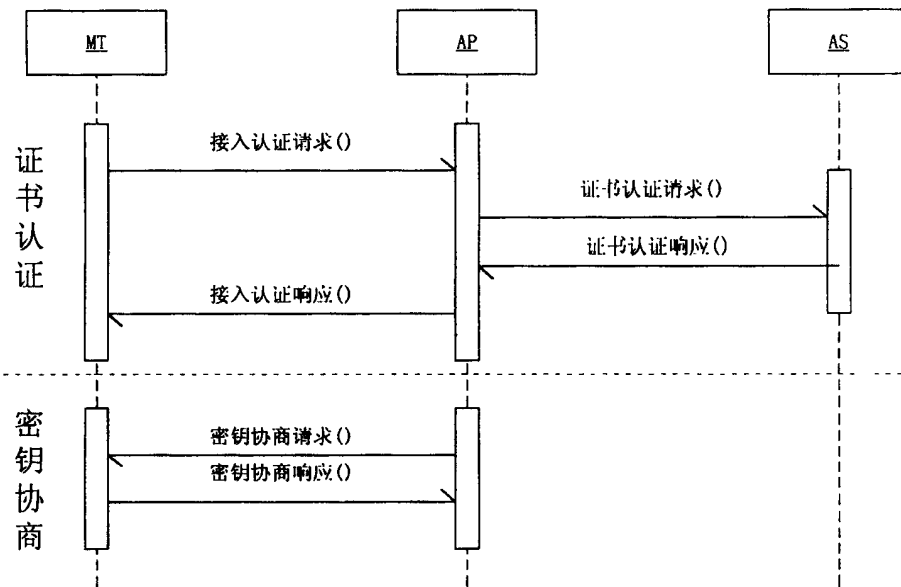 MT
AP
AS
证书认证
接入认证请求()
证书认证请求()
证书认证响应()
接入认证响应()
密钥协商
密钥协商请求()
密钥协商响应()